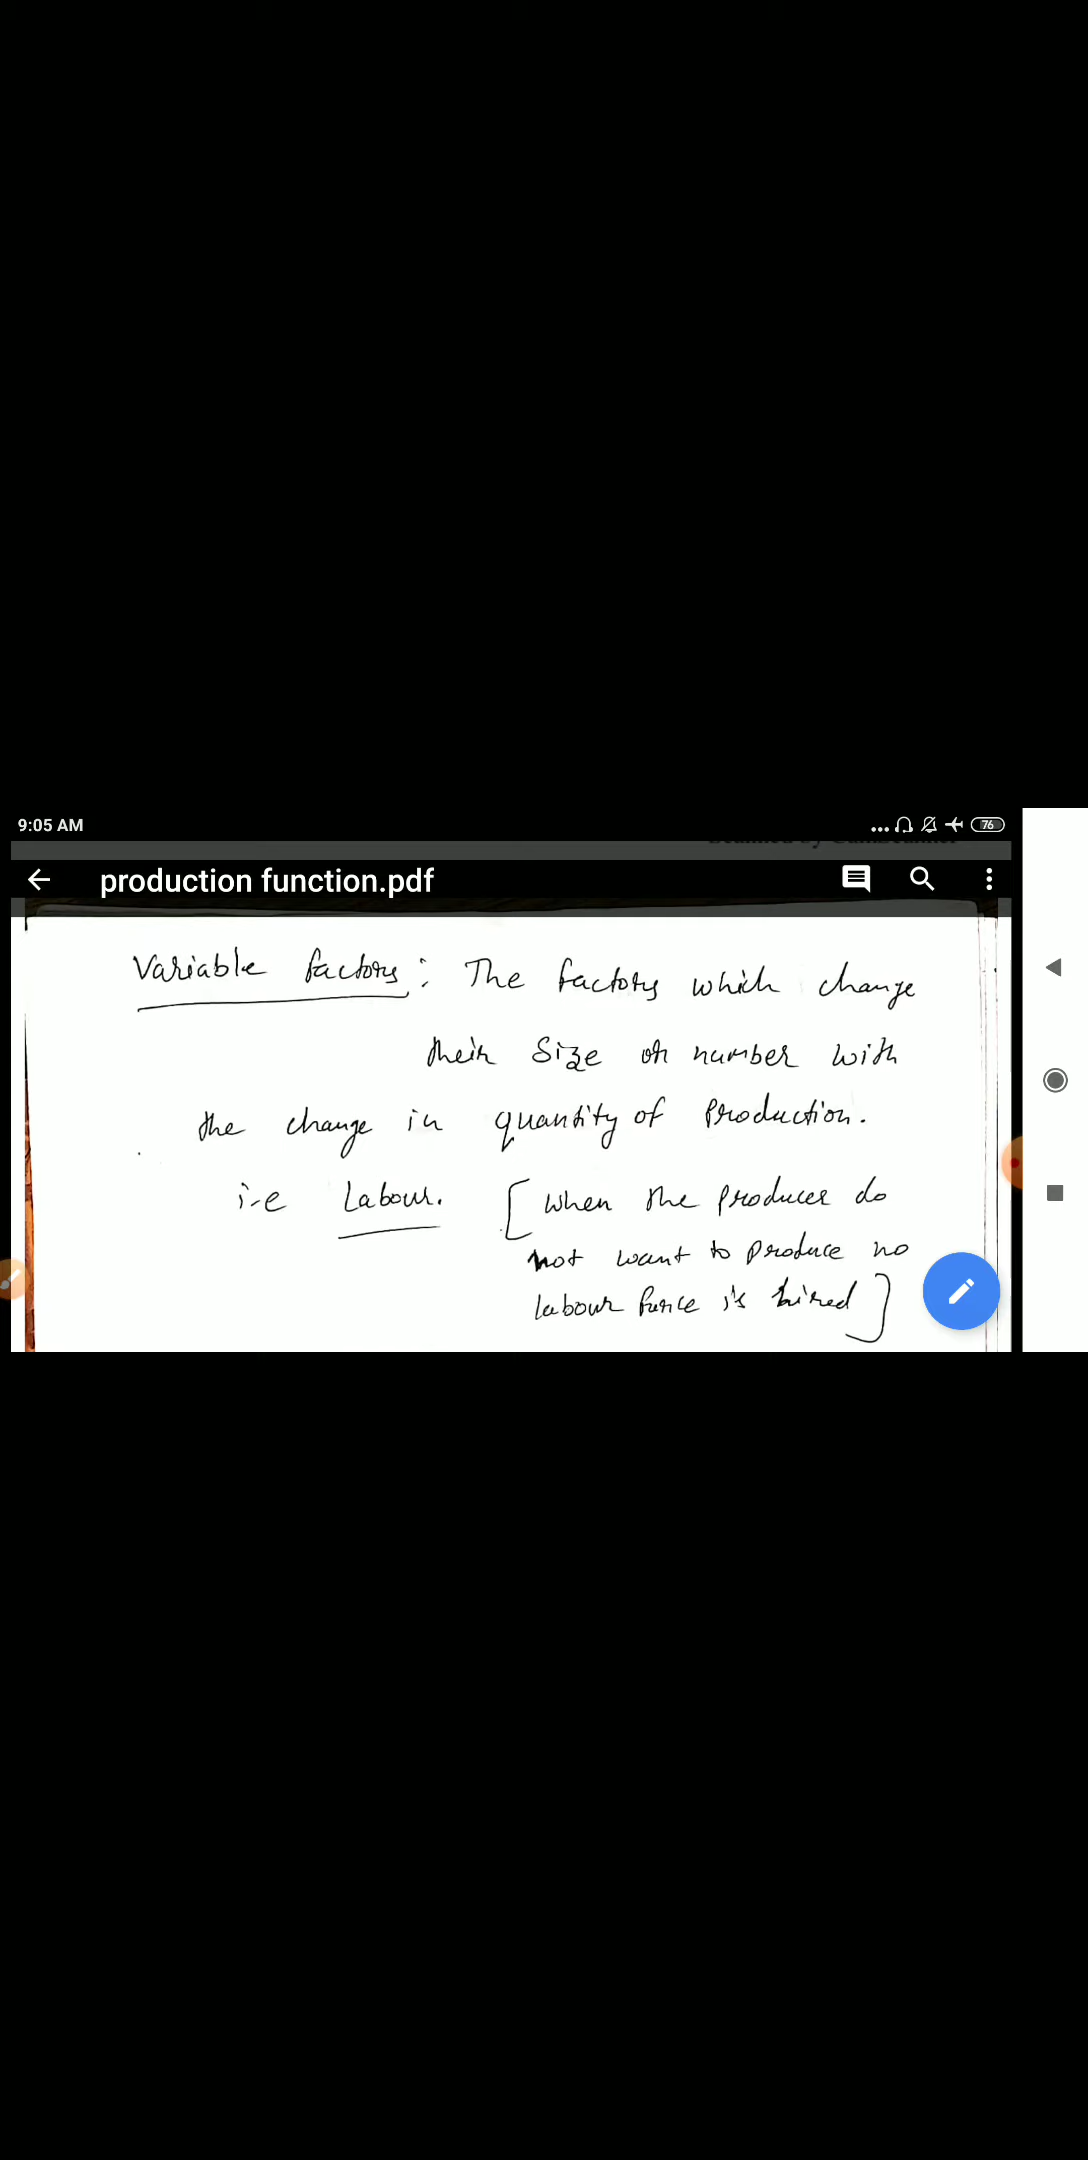 9:05 AM
76
production function.pdf
Variable factors : The factors which change
their size or number with
the change in quantity of production.
i-e Labour. [ when the producer do
not want to produce no
labour force is hired ]